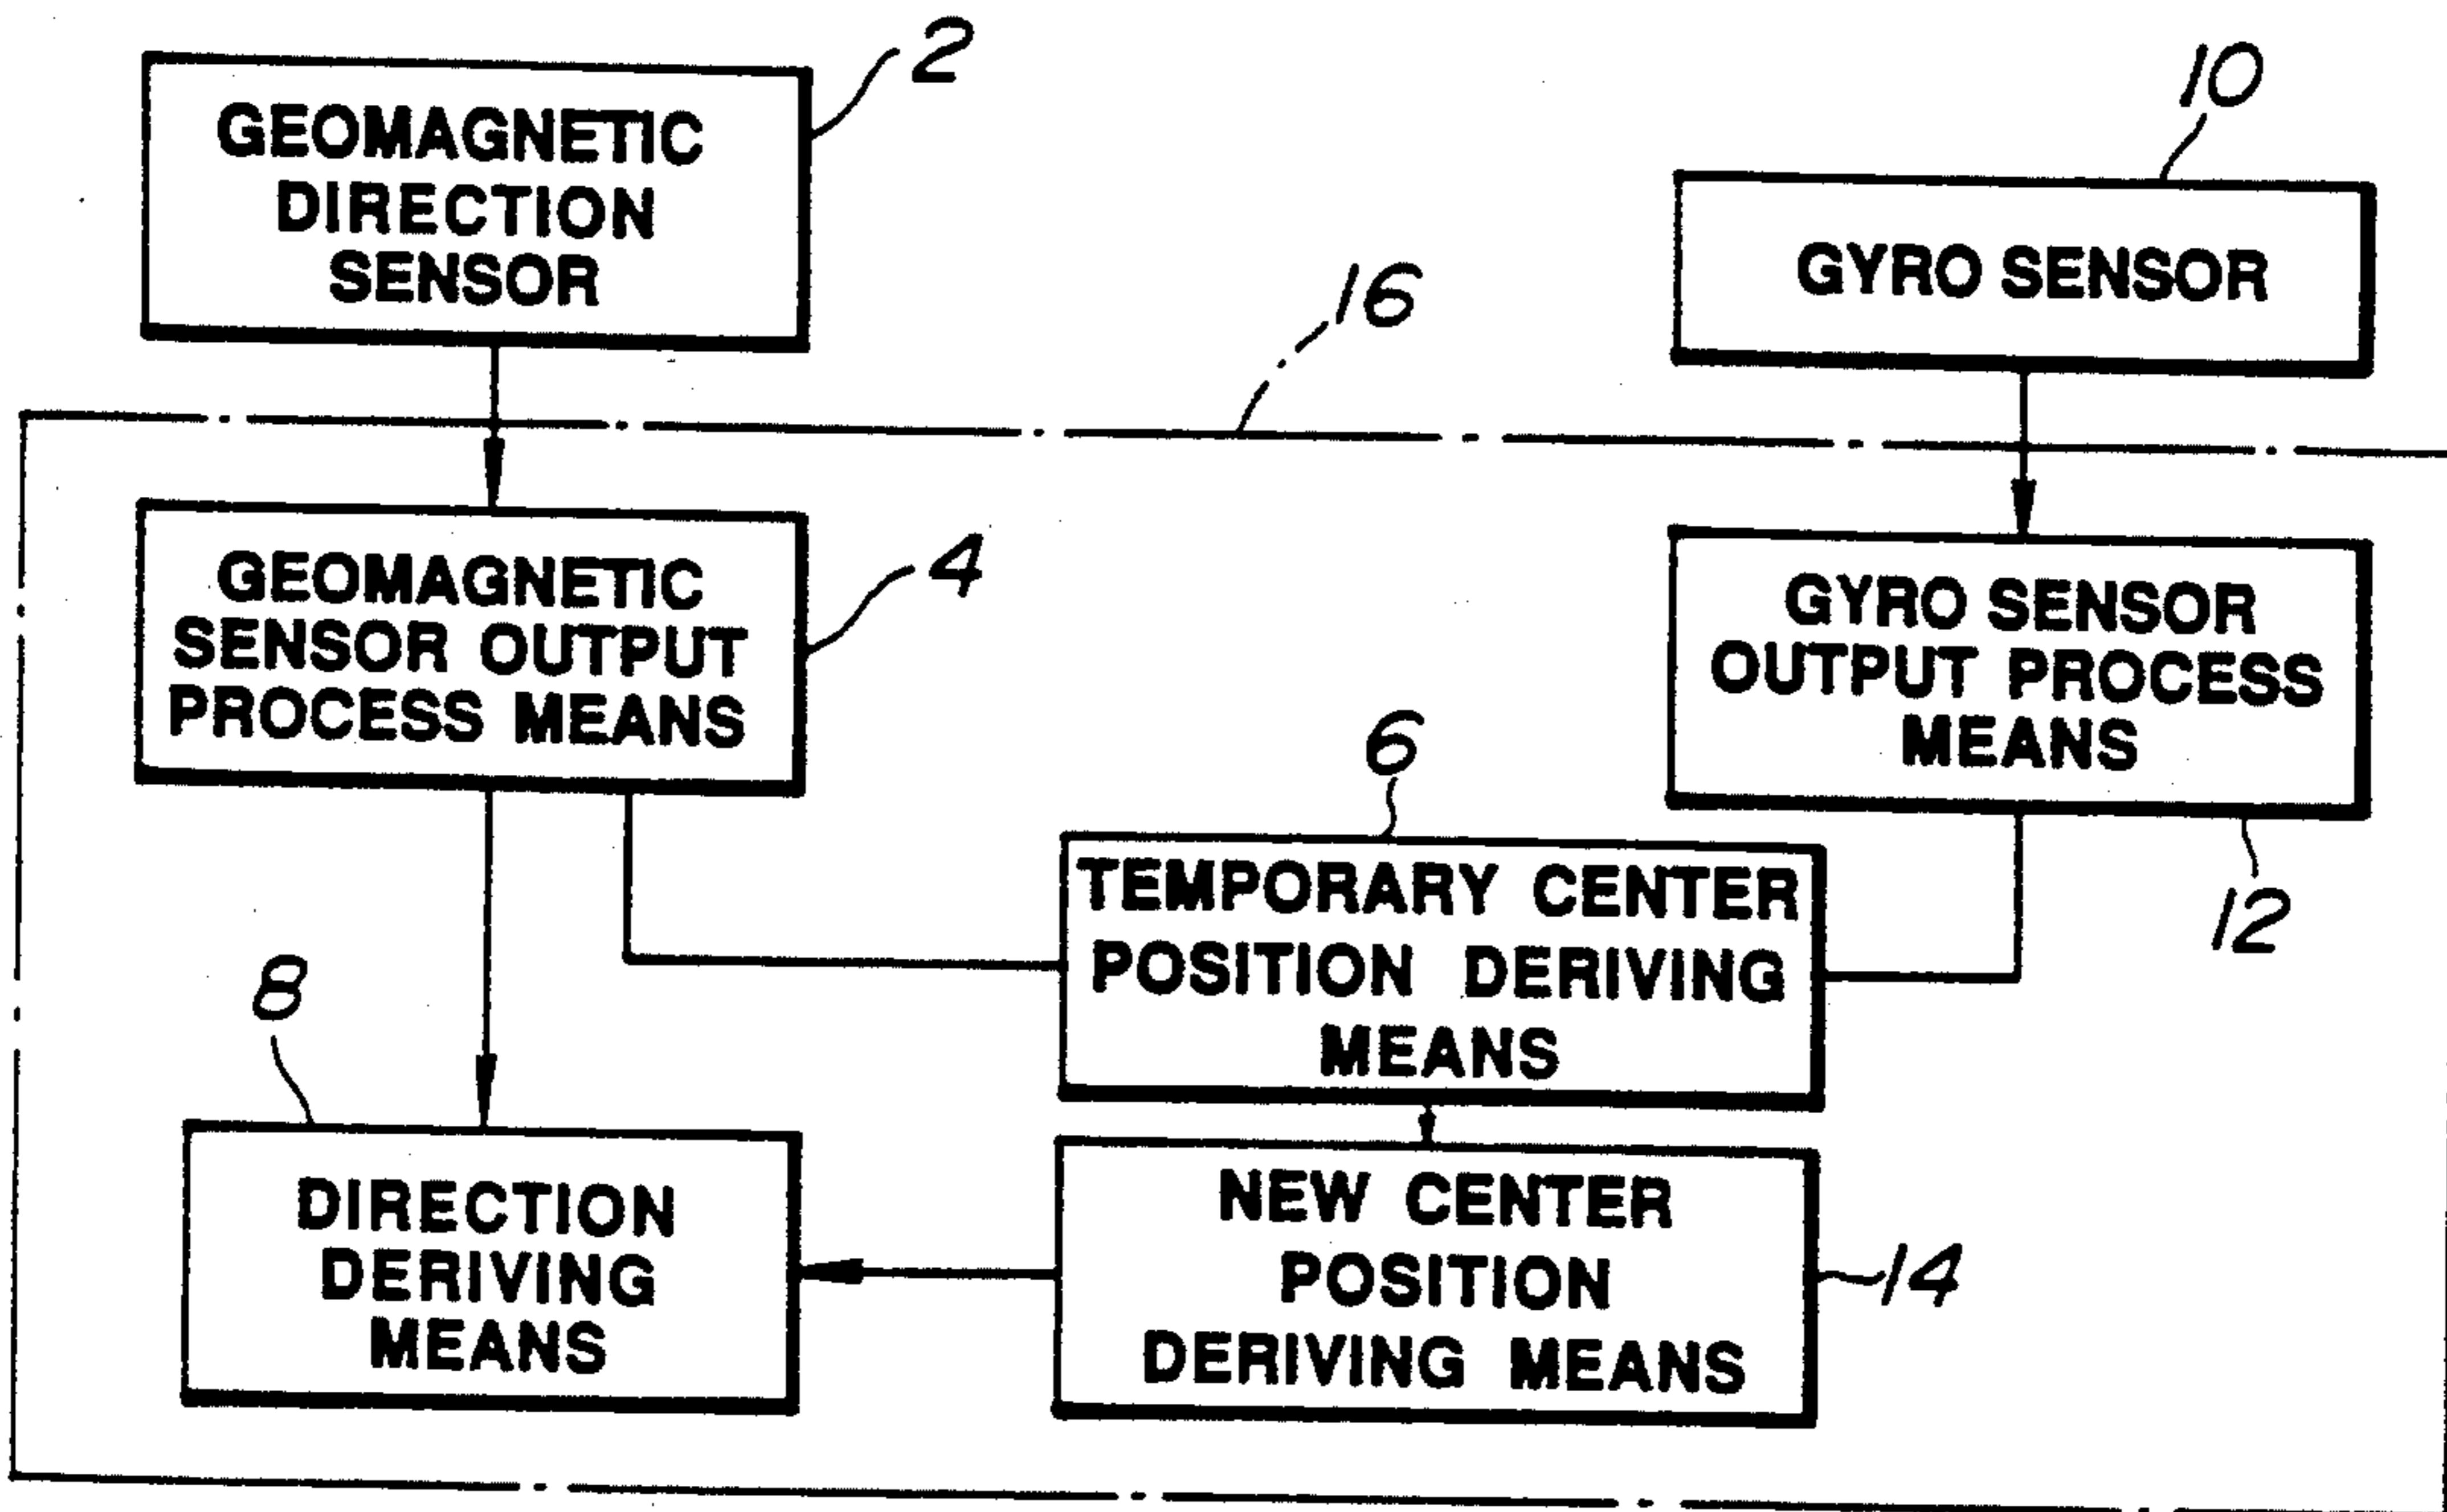 2
GEOMAGNETIC
DIRECTION
SENSOR
10
GYRO SENSOR
16
GEOMAGNETIC
SENSOR OUTPUT
PROCESS MEANS
4
GYRO SENSOR
OUTPUT PROCESS
MEANS
12
6
TEMPORARY CENTER
POSITION DERIVING
MEANS
8
DIRECTION
DERIVING
MEANS
NEW CENTER
POSITION
DERIVING MEANS
14